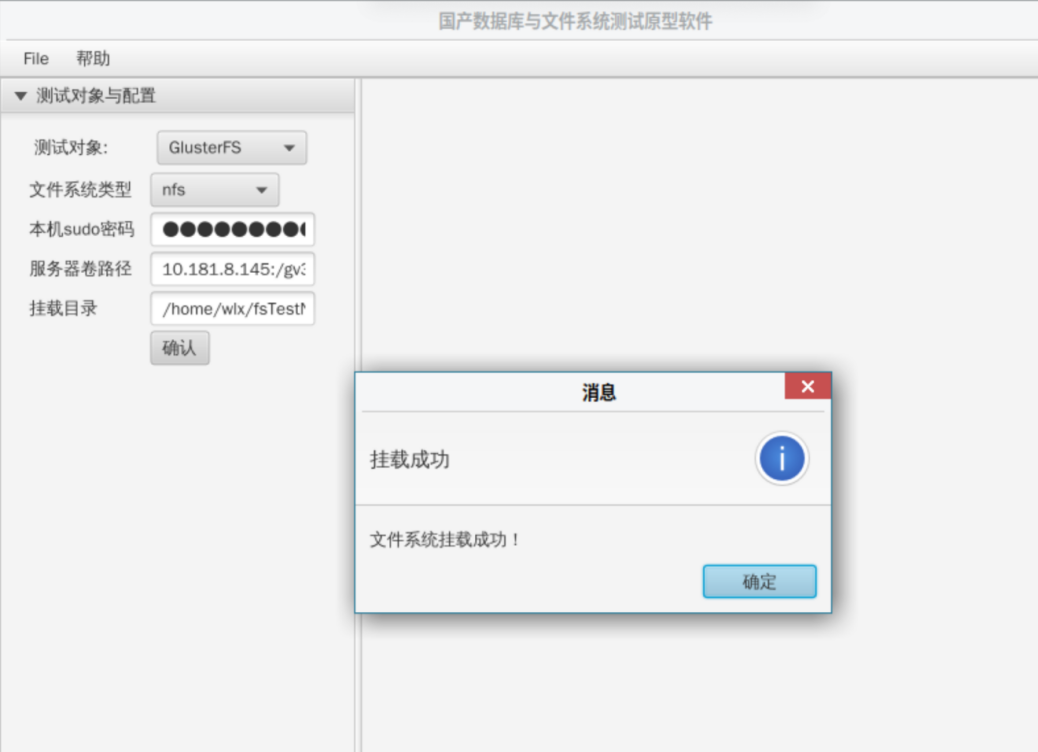 国产数据库与文件系统测试原型软件
File 帮助
测试对象与配置
测试对象: GlusterFS
文件系统类型 nfs
本机sudo密码 ●●●●●●●●●
服务器卷路径 10.181.8.145:/gv
挂载目录 /home/wlx/fsTest
确认
消息
挂载成功
i
文件系统挂载成功！
确定